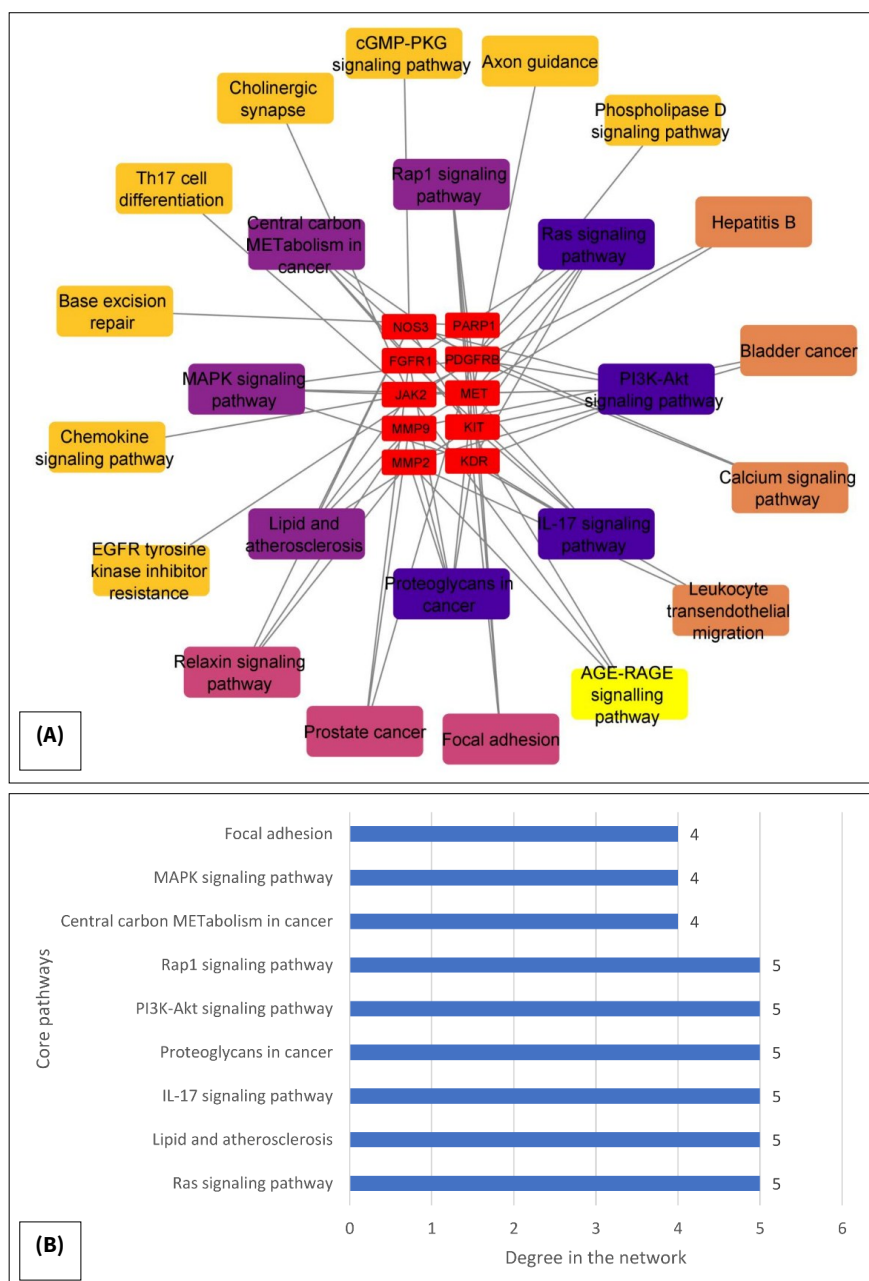 cGMP-PKG
signaling pathway
Axon guidance
Cholinergic
synapse
Phospholipase D
signaling pathway
Th17 cell
differentiation
Rap1 signaling
pathway
Central carbon
METabolism in
cancer
Ras signaling
pathway
Hepatitis B
Base excision
repair
NOS3
PARP1
FGFR1
PDGFRB
Bladder cancer
MAPK signaling
pathway
JAK2
MET
PI3K-Akt
signaling pathway
MMP9
KIT
Chemokine
signaling pathway
MMP2
KDR
Calcium signaling
pathway
Lipid and
atherosclerosis
IL-17 signaling
pathway
EGFR tyrosine
kinase inhibitor
resistance
Proteoglycans in
cancer
Leukocyte
transendothelial
migration
Relaxin signaling
pathway
AGE-RAGE
signalling
pathway
Prostate cancer
Focal adhesion
(A)
Core pathways
Focal adhesion
4
MAPK signaling pathway
4
Central carbon METabolism in cancer
4
Rap1 signaling pathway
5
PI3K-Akt signaling pathway
5
Proteoglycans in cancer
5
IL-17 signaling pathway
5
Lipid and atherosclerosis
5
Ras signaling pathway
5
0 1 2 3 4 5 6
Degree in the network
(B)